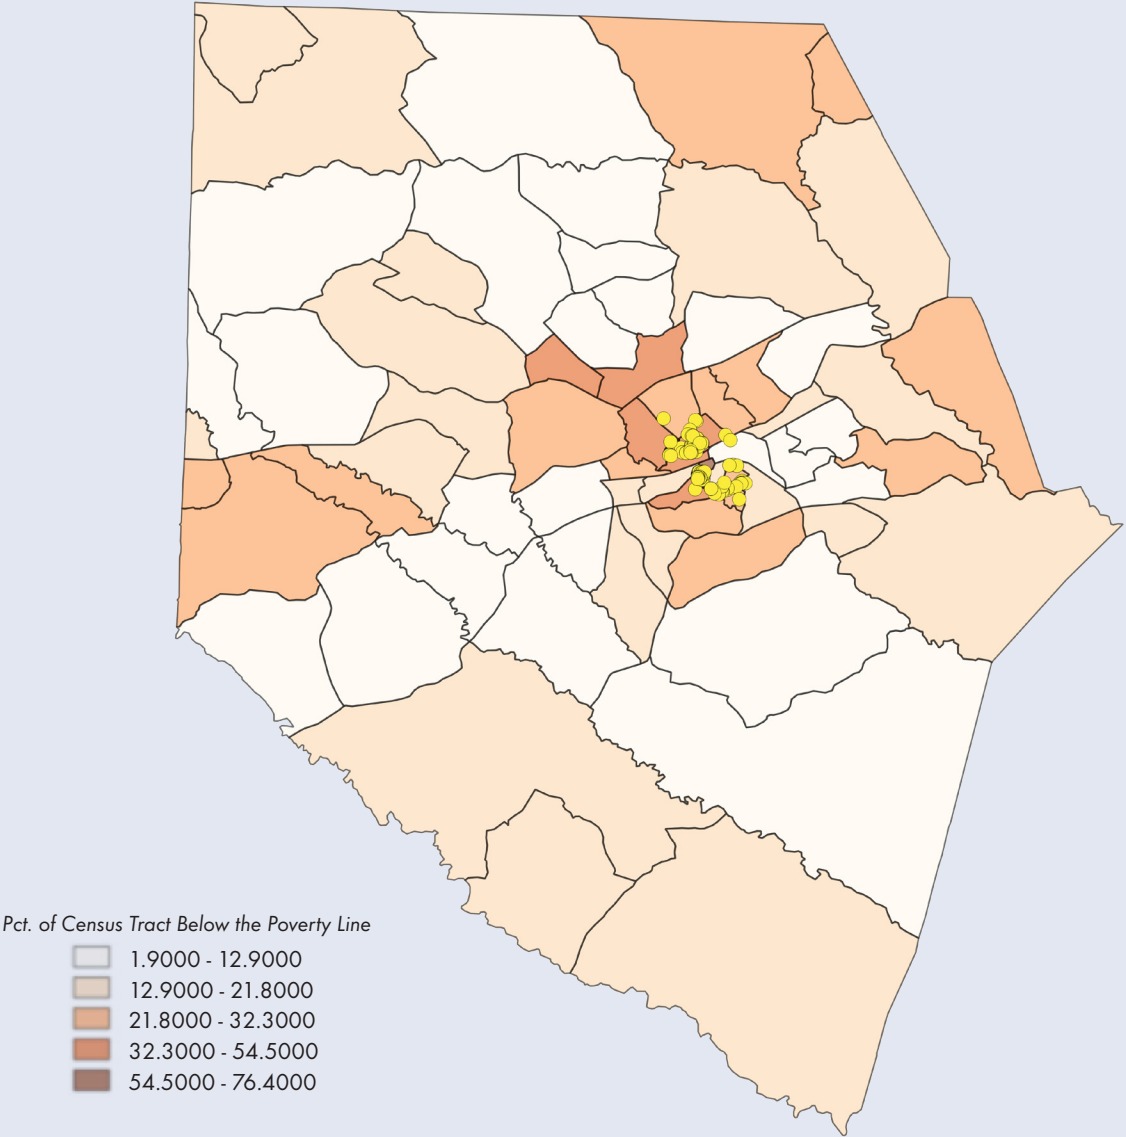 Pct. of Census Tract Below the Poverty Line
1.9000 - 12.9000
12.9000 - 21.8000
21.8000 - 32.3000
32.3000 - 54.5000
54.5000 - 76.4000